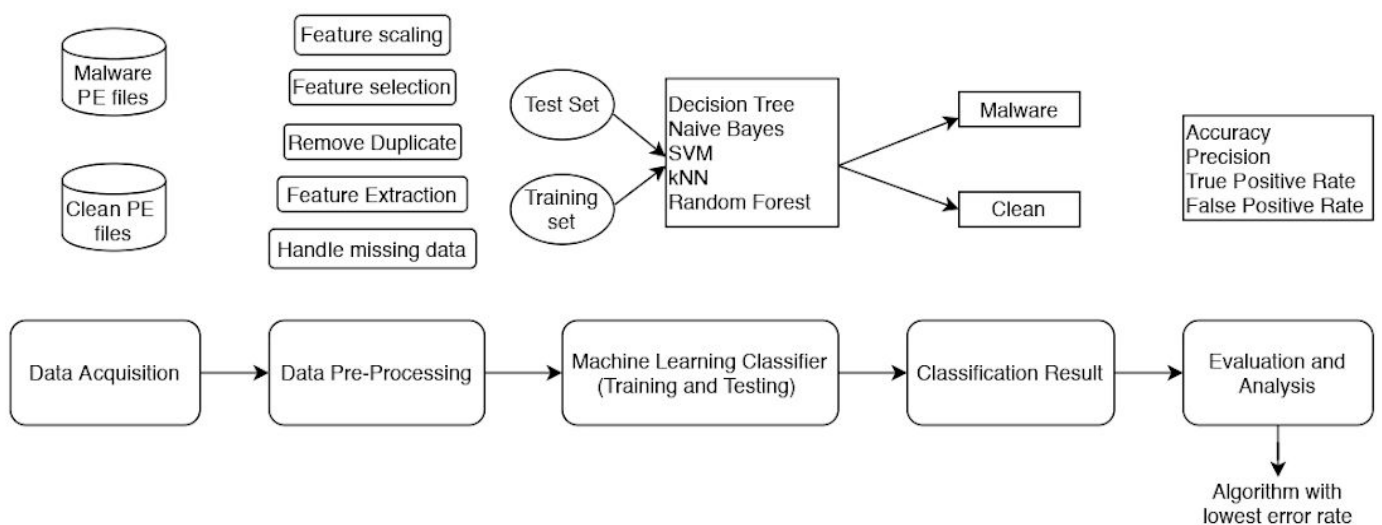 Malware
PE files
Clean PE
files
Feature scaling
Feature selection
Remove Duplicate
Feature Extraction
Handle missing data
Test Set
Training
set
Decision Tree
Naive Bayes
SVM
kNN
Random Forest
Malware
Clean
Accuracy
Precision
True Positive Rate
False Positive Rate
Data Acquisition
Data Pre-Processing
Machine Learning Classifier
(Training and Testing)
Classification Result
Evaluation and
Analysis
Algorithm with
lowest error rate